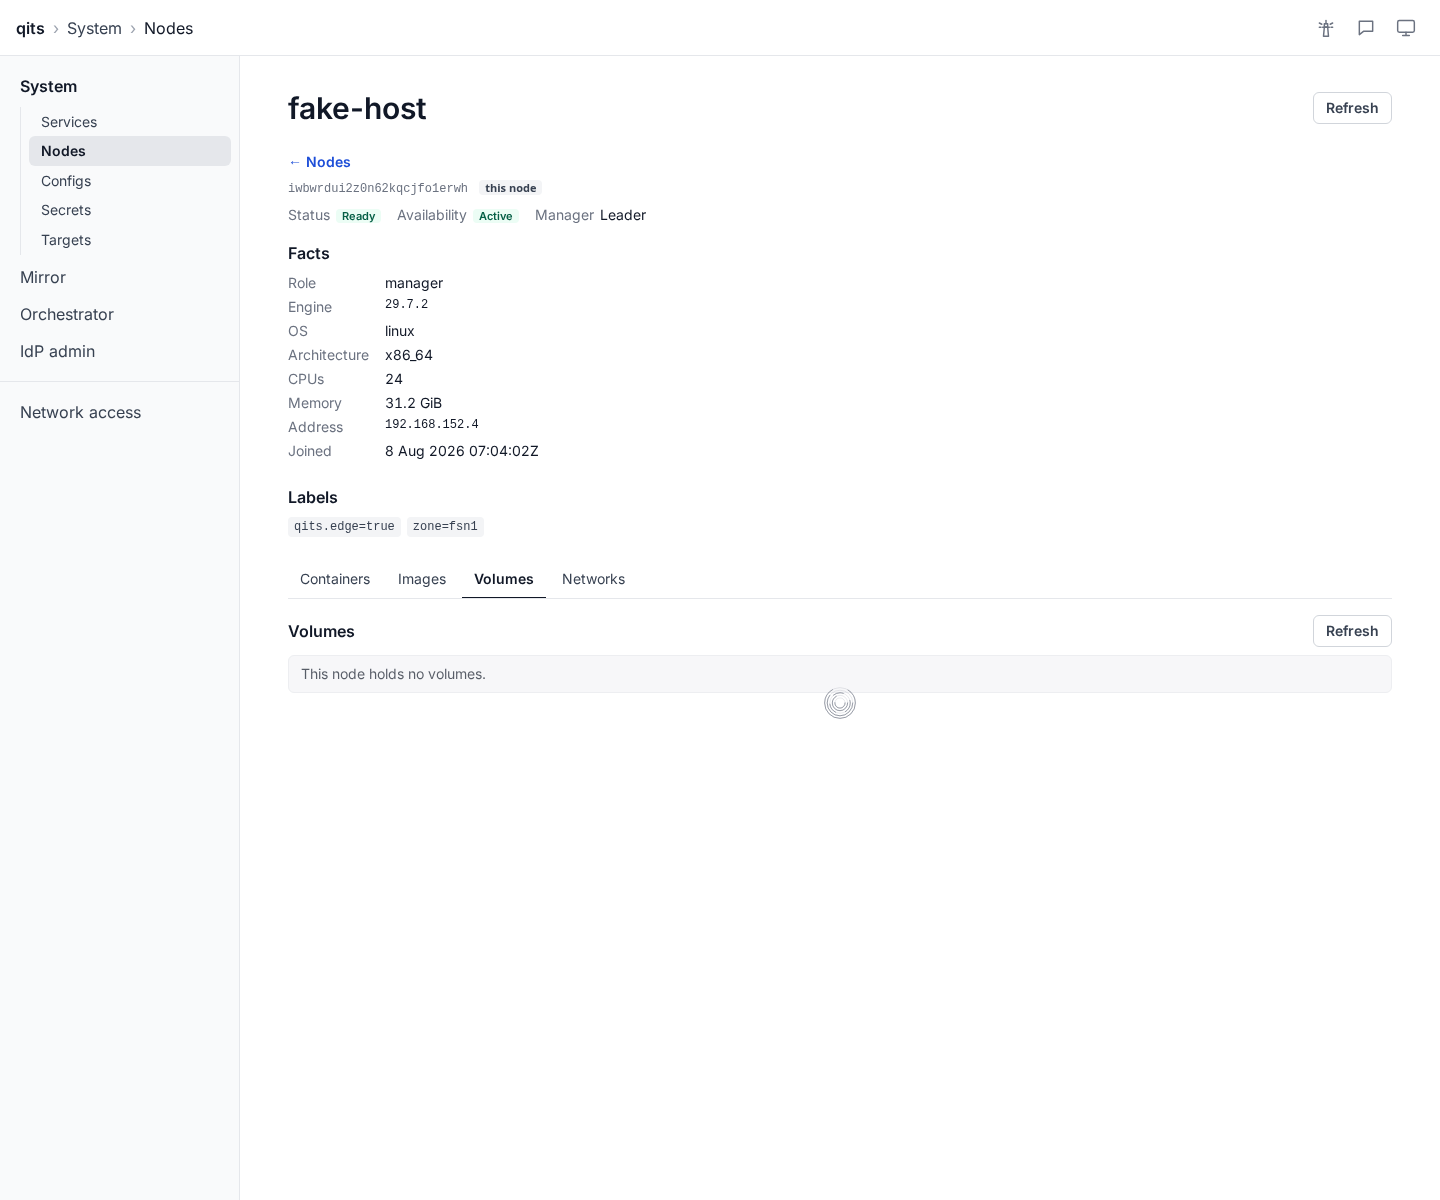 qits › System › Nodes
System
Services
Nodes
Configs
Secrets
Targets
Mirror
Orchestrator
IdP admin
Network access
fake-host
Refresh
← Nodes
iwbwrdui2z0n62kqcjfo1erwh this node
Status Ready Availability Active Manager Leader
Facts
Role manager
Engine 29.7.2
OS linux
Architecture x86_64
CPUs 24
Memory 31.2 GiB
Address 192.168.152.4
Joined 8 Aug 2026 07:04:02Z
Labels
qits.edge=true zone=fsn1
Containers Images Volumes Networks
Volumes
Refresh
This node holds no volumes.